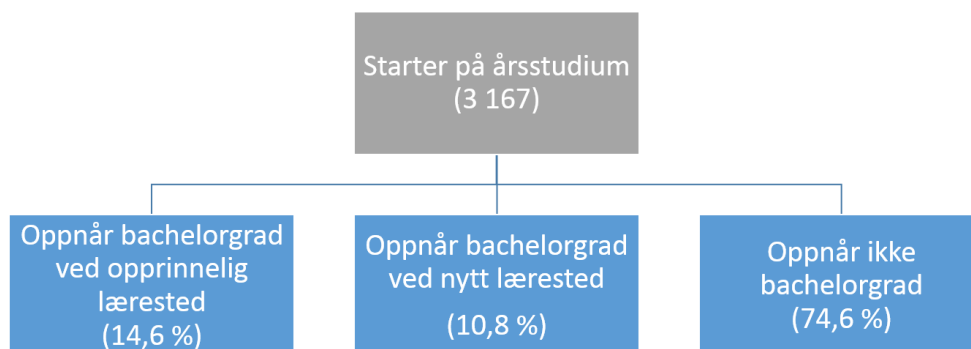 Starter på årsstudium
(3 167)
Oppnår bachelorgrad
ved opprinnelig
lærested
(14,6 %)
Oppnår bachelorgrad
ved nytt lærested
(10,8 %)
Oppnår ikke
bachelorgrad
(74,6 %)